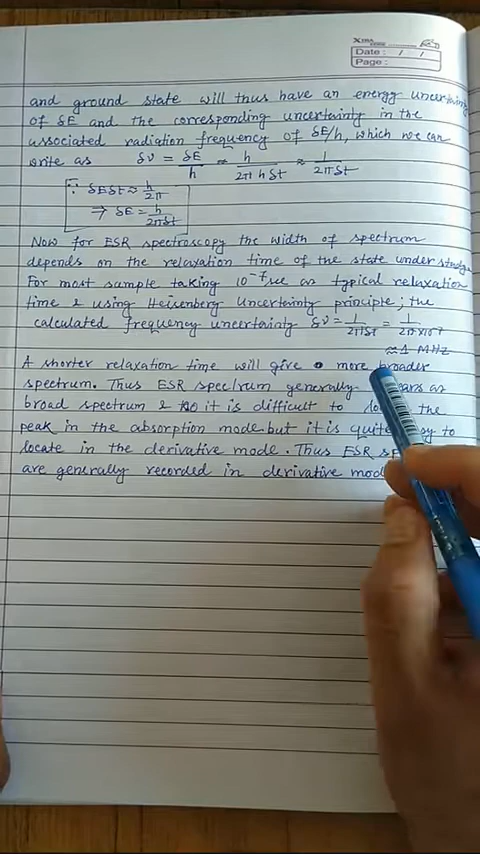 XTRA
Date : / /
Page :
and ground state will thus have an energy uncertainty
of δE and the corresponding uncertainty in the
associated radiation frequency of δE/h, which we can
write as δν = δE/h ≈ h/2πhδt ≈ 1/2πδt
∵ δEδt ≈ h/2π
⇒ δE = h/2πδt
Now for ESR spectroscopy the width of spectrum
depends on the relaxation time of the state under study.
For most sample taking 10⁻⁷sec as typical relaxation
time & using Heisenberg Uncertainty principle; the
calculated frequency uncertainty δν = 1/2πδt = 1/2π×10⁻⁷
≈ 1 MHz
A shorter relaxation time will give a more broader
spectrum. Thus ESR spectrum generally as
broad spectrum & so it is difficult to the
peak in the absorption mode but it is quite easy to
locate in the derivative mode. Thus ESR
are generally recorded in derivative